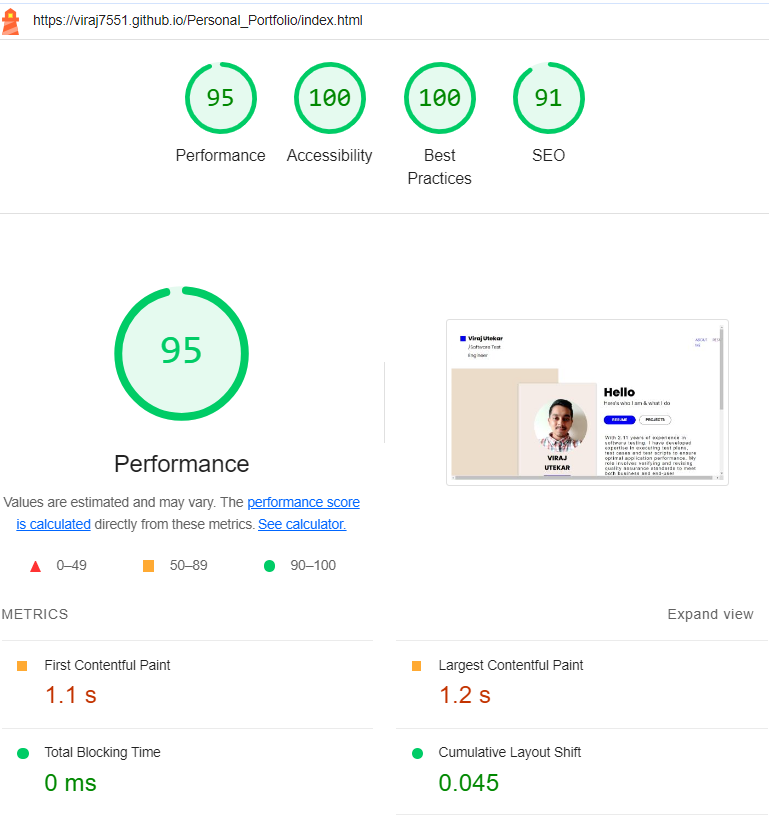 https://viraj7551.github.io/Personal_Portfolio/index.html
95
100
100
91
Performance
Accessibility
Best
Practices
SEO
95
Performance
Values are estimated and may vary. The performance score
is calculated directly from these metrics. See calculator.
0–49
50–89
90–100
Viraj Utekar
/Software Test
Engineer
ABOUT
ME
Hello
Here's who I am & what I do
RESUME
PROJECTS
VIRAJ
UTEKAR
With 2.11 years of experience in
software testing, I have developed
expertise in executing test plans,
test cases and test scripts to ensure
optimal application performance. My
role involves verifying and revising
quality assurance standards to meet
both business and end-user
METRICS
Expand view
First Contentful Paint
1.1 s
Largest Contentful Paint
1.2 s
Total Blocking Time
0 ms
Cumulative Layout Shift
0.045